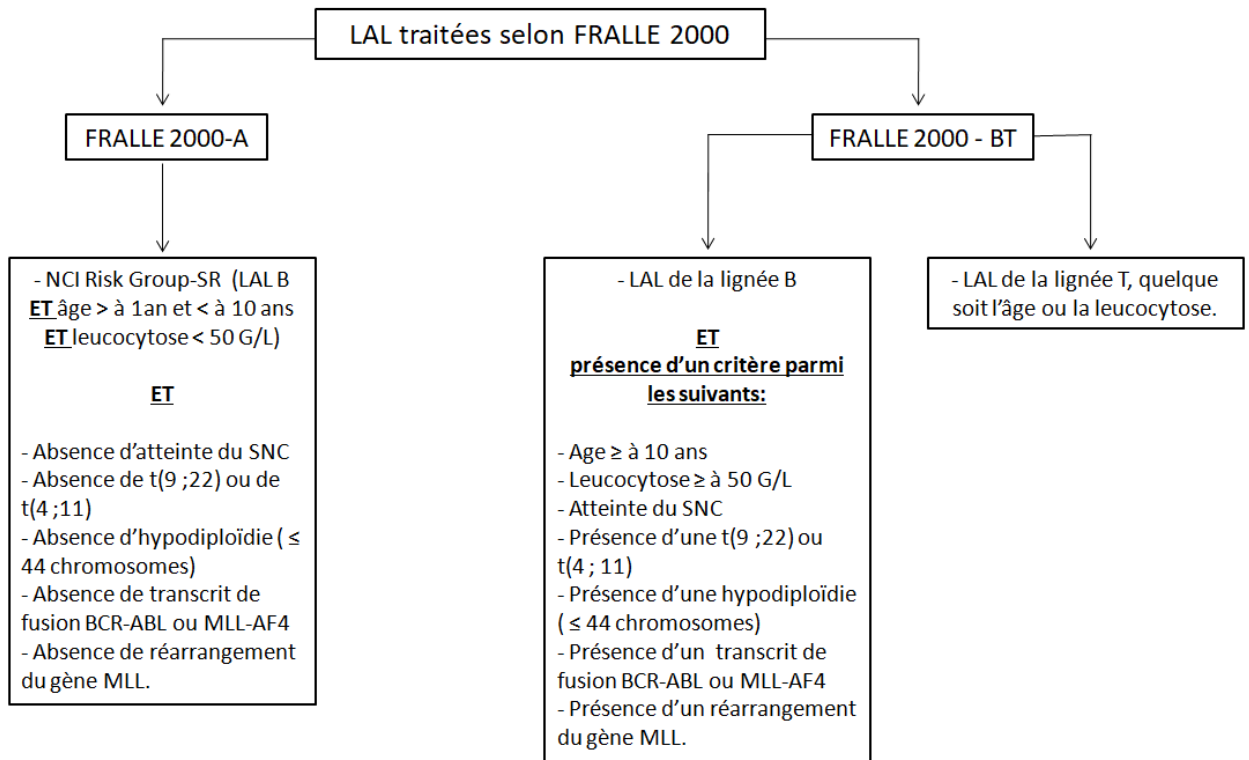 LAL traitées selon FRALLE 2000
FRALLE 2000-A
FRALLE 2000 - BT
- NCI Risk Group-SR (LAL B
ET âge > à 1an et < à 10 ans
ET leucocytose < 50 G/L)
ET
- Absence d'atteinte du SNC
- Absence de t(9 ;22) ou de
t(4 ;11)
- Absence d'hypodiploïdie ( ≤
44 chromosomes)
- Absence de transcrit de
fusion BCR-ABL ou MLL-AF4
- Absence de réarrangement
du gène MLL.
- LAL de la lignée B
ET
présence d'un critère parmi
les suivants:
- Age ≥ à 10 ans
- Leucocytose ≥ à 50 G/L
- Atteinte du SNC
- Présence d'une t(9 ;22) ou
t(4 ; 11)
- Présence d'une hypodiploïdie
( ≤ 44 chromosomes)
- Présence d'un transcrit de
fusion BCR-ABL ou MLL-AF4
- Présence d'un réarrangement
du gène MLL.
- LAL de la lignée T, quelque
soit l'âge ou la leucocytose.